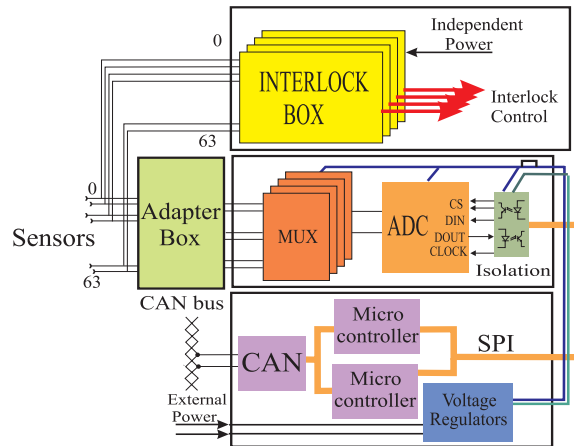 0
Independent
Power
INTERLOCK
BOX
Interlock
Control
63
0
Adapter
Box
Sensors
63
MUX
ADC
CS
DIN
DOUT
CLOCK
Isolation
CAN bus
CAN
Micro
controller
Micro
controller
SPI
External
Power
Voltage
Regulators